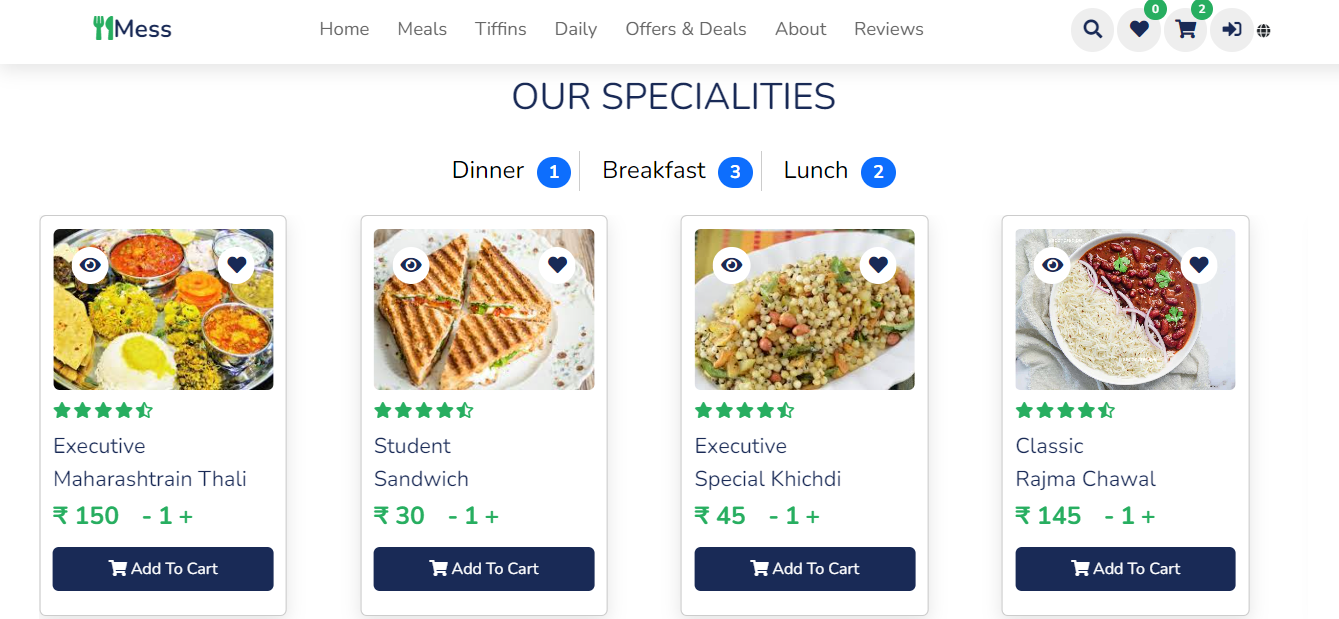 Mess
Home Meals Tiffins Daily Offers & Deals About Reviews
0 2
OUR SPECIALITIES
Dinner 1 Breakfast 3 Lunch 2
Executive
Maharashtrain Thali
₹ 150 - 1 +
Add To Cart
Student
Sandwich
₹ 30 - 1 +
Add To Cart
Executive
Special Khichdi
₹ 45 - 1 +
Add To Cart
Classic
Rajma Chawal
₹ 145 - 1 +
Add To Cart